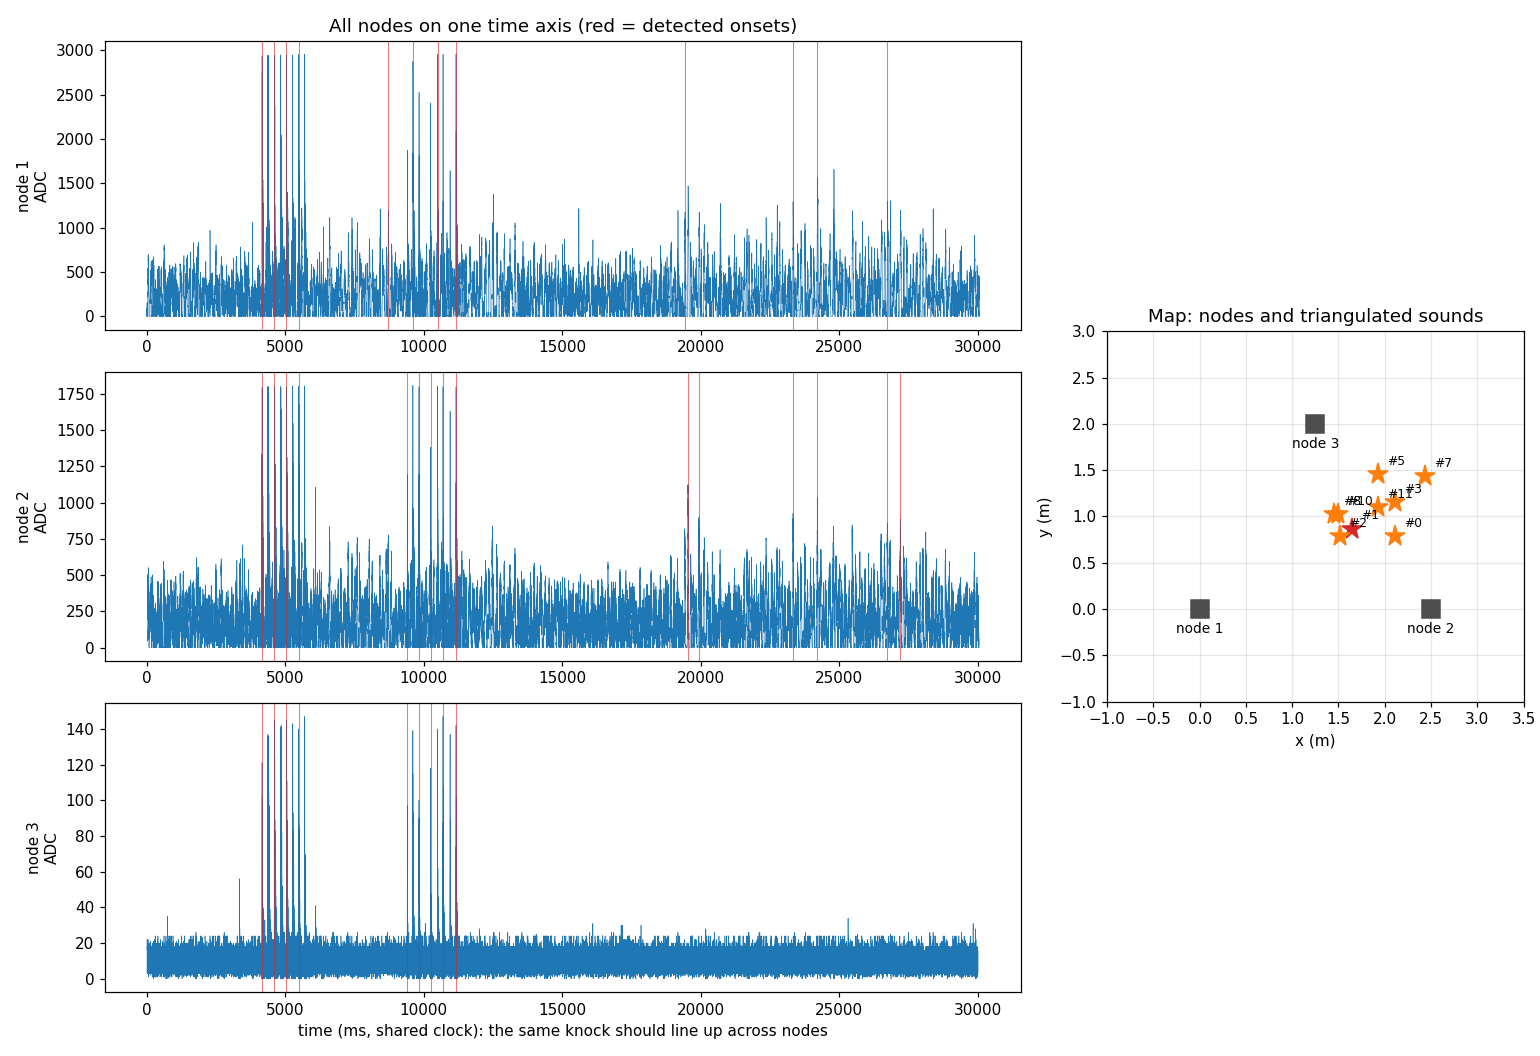 All nodes on one time axis (red = detected onsets)
node 1
ADC
3000
2500
2000
1500
1000
500
0
0 5000 10000 15000 20000 25000 30000
node 2
ADC
1750
1500
1250
1000
750
500
250
0
0 5000 10000 15000 20000 25000 30000
node 3
ADC
140
120
100
80
60
40
20
0
0 5000 10000 15000 20000 25000 30000
time (ms, shared clock): the same knock should line up across nodes
Map: nodes and triangulated sounds
y (m)
3.0
2.5
2.0
1.5
1.0
0.5
0.0
−0.5
−1.0
node 3
#5
#7
#3
#11
#10
#1
#2
#0
node 1
node 2
−1.0 −0.5 0.0 0.5 1.0 1.5 2.0 2.5 3.0 3.5
x (m)